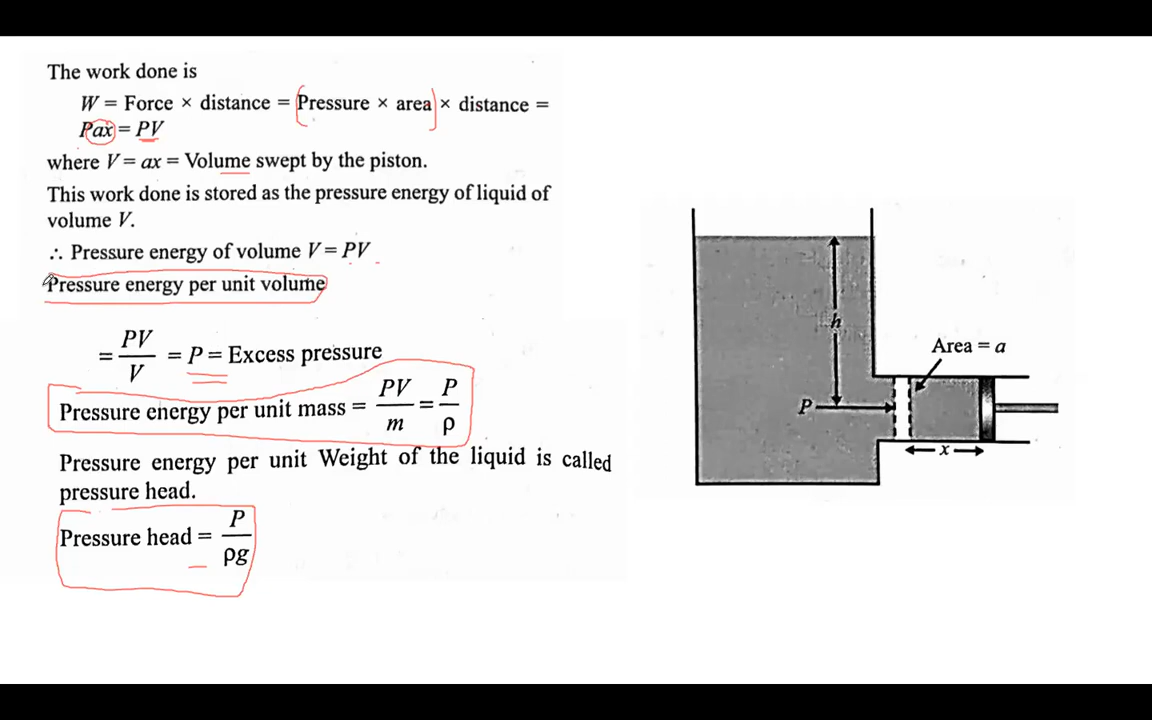 The work done is
W = Force × distance = (Pressure × area) × distance =
Pax = PV
where V = ax = Volume swept by the piston.
This work done is stored as the pressure energy of liquid of
volume V.
∴ Pressure energy of volume V = PV
Pressure energy per unit volume
= PV/V = P = Excess pressure
Pressure energy per unit mass = PV/m = P/ρ
Pressure energy per unit Weight of the liquid is called
pressure head.
Pressure head = P/ρg
h
Area = a
P
x